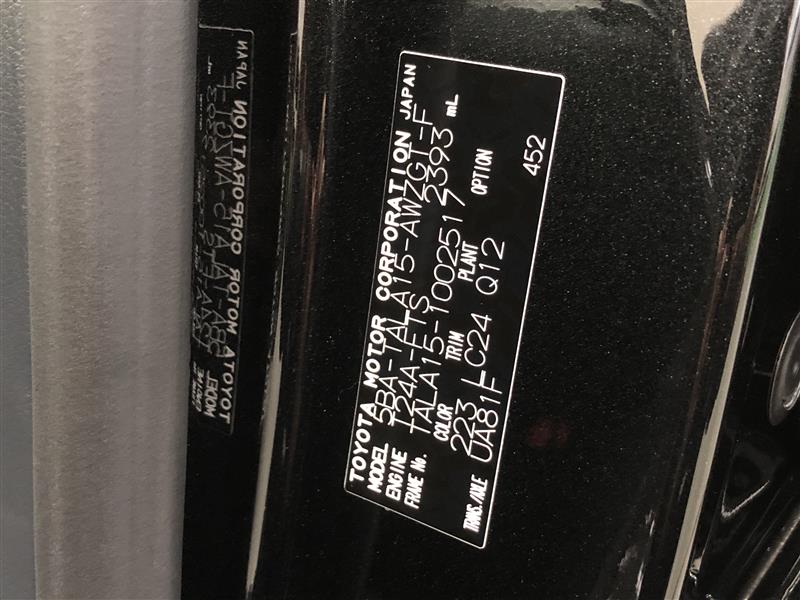 TOYOTA MOTOR CORPORATION JAPAN
MODEL 5BA-TALA15-AWZGT-F
ENGINE T24A-FTS 2393 mL
FRAME No. TALA15-1002517
COLOR TRIM PLANT OPTION
223 LC24 Q12 452
TRANS./AXLE UA81F